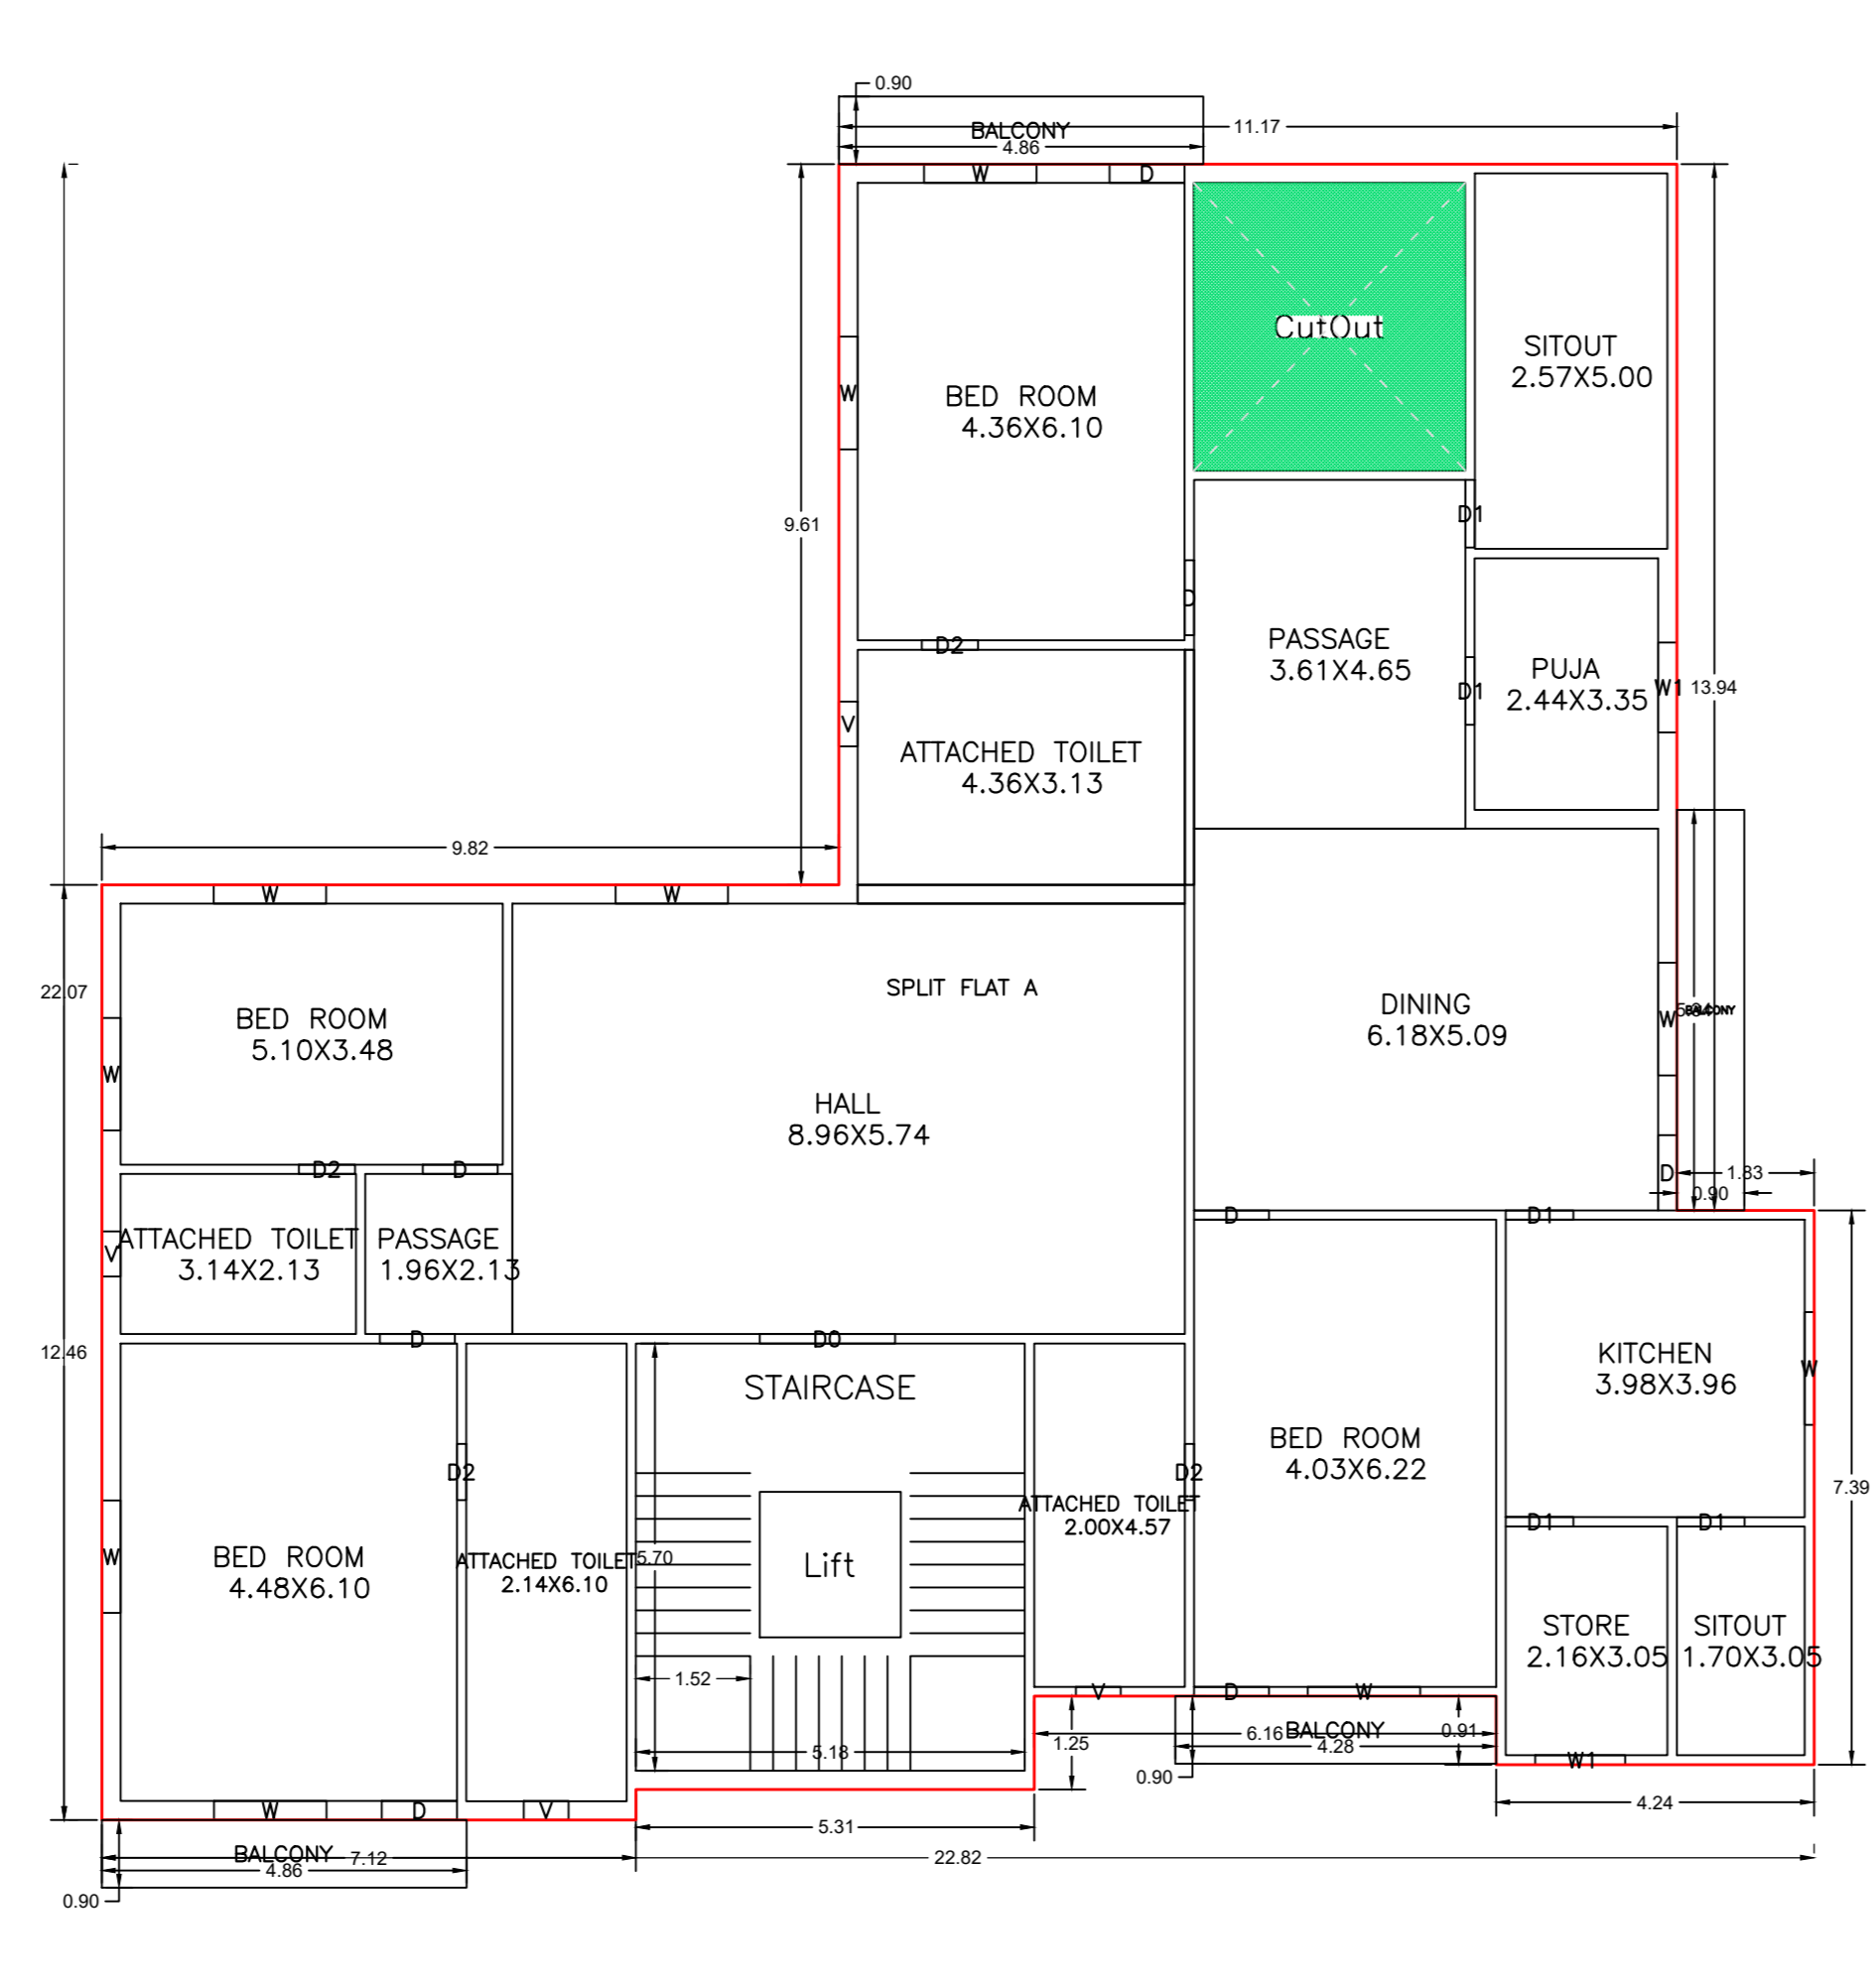 0.90
11.17
BALCONY
4.86
W
D
CutOut
SITOUT
2.57X5.00
W
BED ROOM
4.36X6.10
D1
9.61
D
D2
PASSAGE
3.61X4.65
PUJA
2.44X3.35
D1
W1
13.94
V
ATTACHED TOILET
4.36X3.13
9.82
W
W
22.07
SPLIT FLAT A
BED ROOM
5.10X3.48
W
DINING
6.18X5.09
W
5.34
BALCONY
HALL
8.96X5.74
D2
D
D
1.83
0.90
D
D1
ATTACHED TOILET
3.14X2.13
V
PASSAGE
1.96X2.13
D
D0
12.46
STAIRCASE
KITCHEN
3.98X3.96
W
BED ROOM
4.03X6.22
D2
D2
7.39
ATTACHED TOILET
2.00X4.57
D1
D1
W
BED ROOM
4.48X6.10
ATTACHED TOILET
2.14X6.10
5.70
Lift
STORE
2.16X3.05
SITOUT
1.70X3.05
1.52
V
D
W
1.25
6.16
BALCONY
4.28
0.91
5.18
0.90
W1
W
D
V
4.24
5.31
BALCONY
7.12
4.86
22.82
0.90